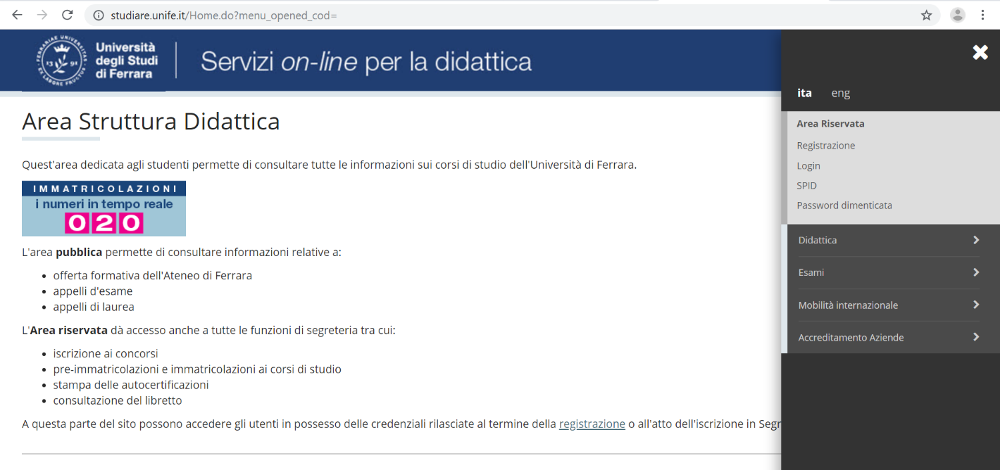 studiare.unife.it/Home.do?menu_opened_cod=
Università
degli Studi
di Ferrara
Servizi on-line per la didattica
ita eng
Area Riservata
Registrazione
Login
SPID
Password dimenticata
Didattica
Esami
Mobilità internazionale
Accreditamento Aziende
Area Struttura Didattica
Quest'area dedicata agli studenti permette di consultare tutte le informazioni sui corsi di studio dell'Università di Ferrara.
IMMATRICOLAZIONI
i numeri in tempo reale
020
L'area pubblica permette di consultare informazioni relative a:
offerta formativa dell'Ateneo di Ferrara
appelli d'esame
appelli di laurea
L'Area riservata dà accesso anche a tutte le funzioni di segreteria tra cui:
iscrizione ai concorsi
pre-immatricolazioni e immatricolazioni ai corsi di studio
stampa delle autocertificazioni
consultazione del libretto
A questa parte del sito possono accedere gli utenti in possesso delle credenziali rilasciate al termine della registrazione o all'atto dell'iscrizione in Segr